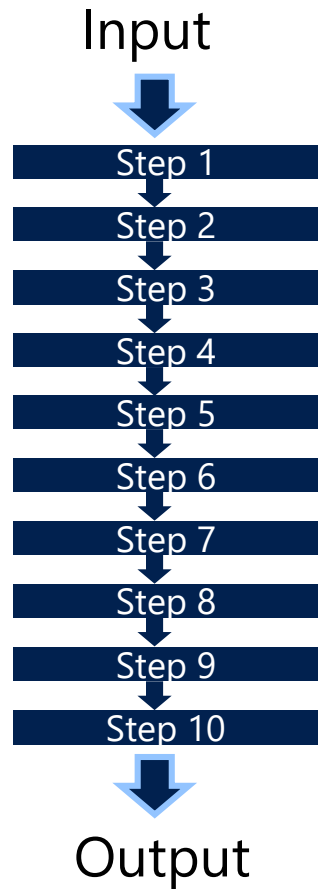 Input
Step 1
Step 2
Step 3
Step 4
Step 5
Step 6
Step 7
Step 8
Step 9
Step 10
Output